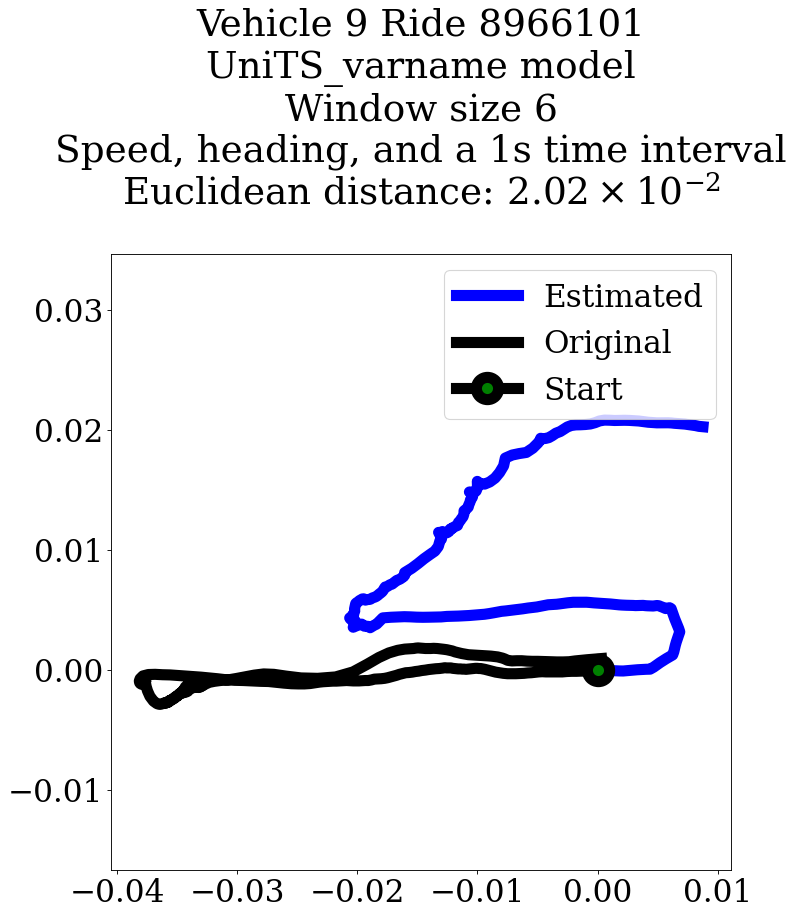 Vehicle 9 Ride 8966101
UniTS_varname model
Window size 6
Speed, heading, and a 1s time interval
Euclidean distance: 2.02 × 10⁻²
Estimated
Original
Start
0.03
0.02
0.01
0.00
−0.01
−0.04 −0.03 −0.02 −0.01 0.00 0.01